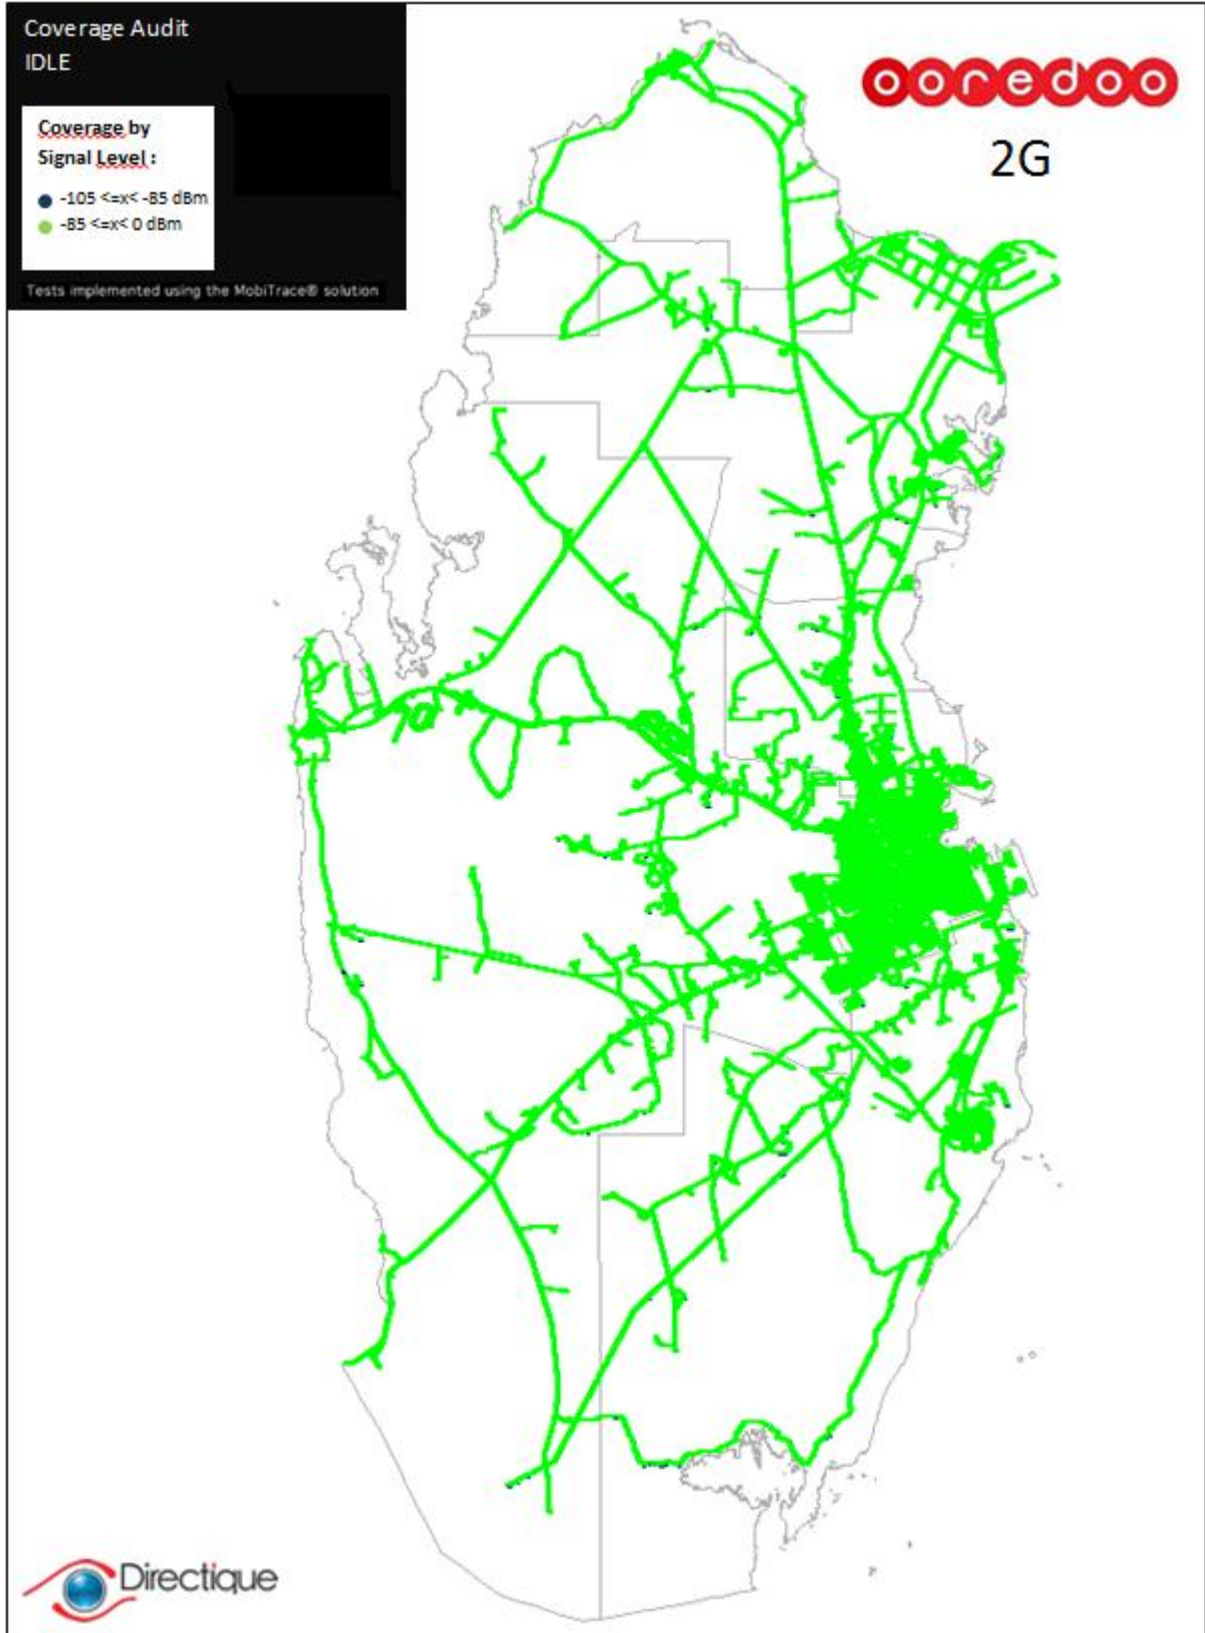 Coverage Audit
IDLE
ooredoo
2G
Coverage by
Signal Level :
-105 <=x< -85 dBm
-85 <=x< 0 dBm
Tests implemented using the MobiTrace® solution
Directique